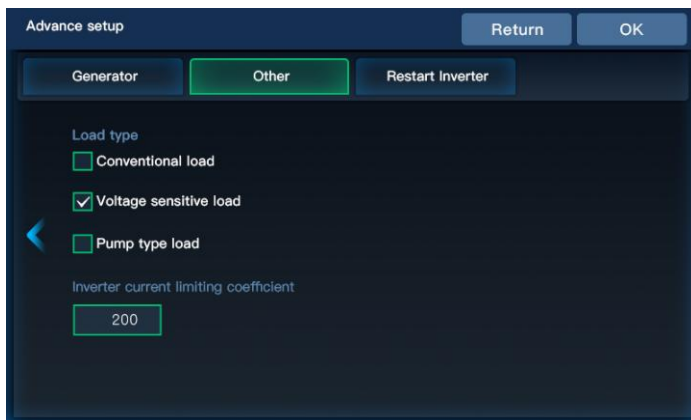 Advance setup
Return
OK
Generator
Other
Restart Inverter
Load type
Conventional load
Voltage sensitive load
Pump type load
Inverter current limiting coefficient
200